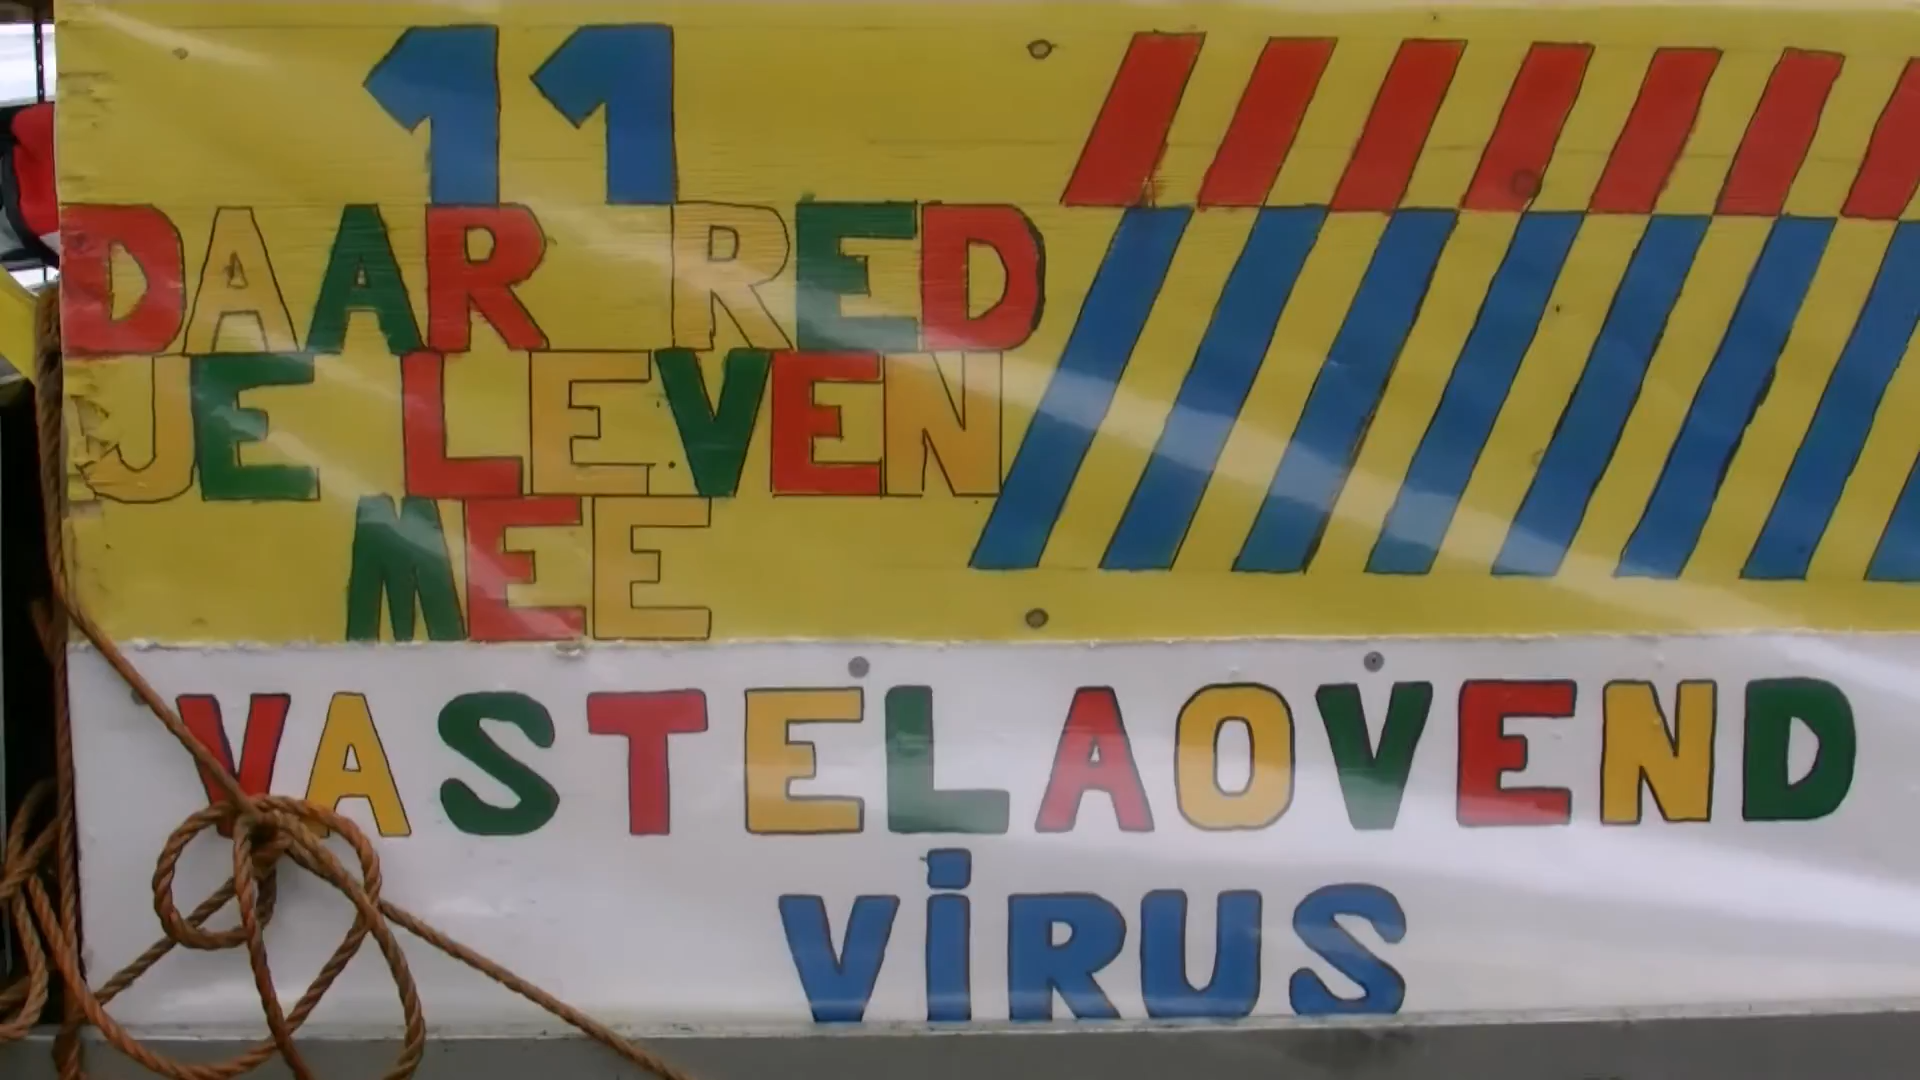 11
DAAR RED
JE LEVEN
MEE
VASTELAOVEND
ViRUS